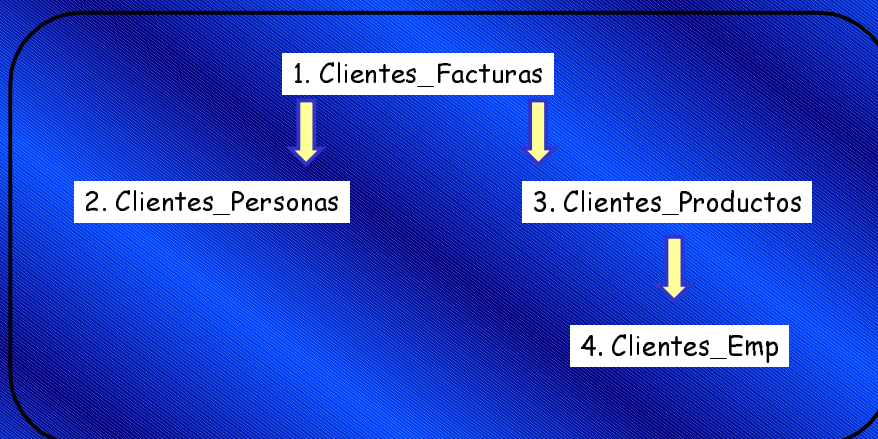 1. Clientes_Facturas
2. Clientes_Personas
3. Clientes_Productos
4. Clientes_Emp